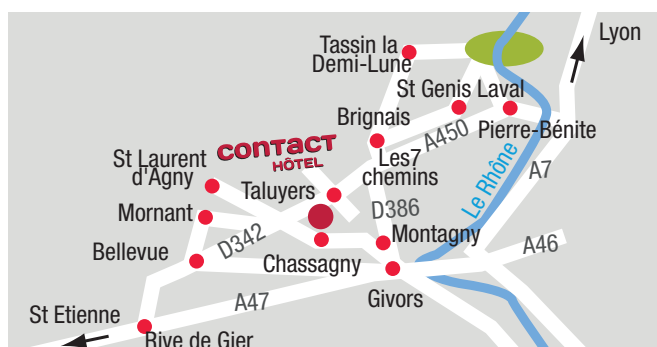 Lyon
Tassin la
Demi-Lune
St Genis Laval
Brignais
Pierre-Bénite
A450
CONTACT
HÔTEL
Les7
chemins
St Laurent
d'Agny
Taluyers
Le Rhône
A7
Mornant
D386
D342
Montagny
Bellevue
Chassagny
A46
Givors
A47
St Etienne
Rive de Gier